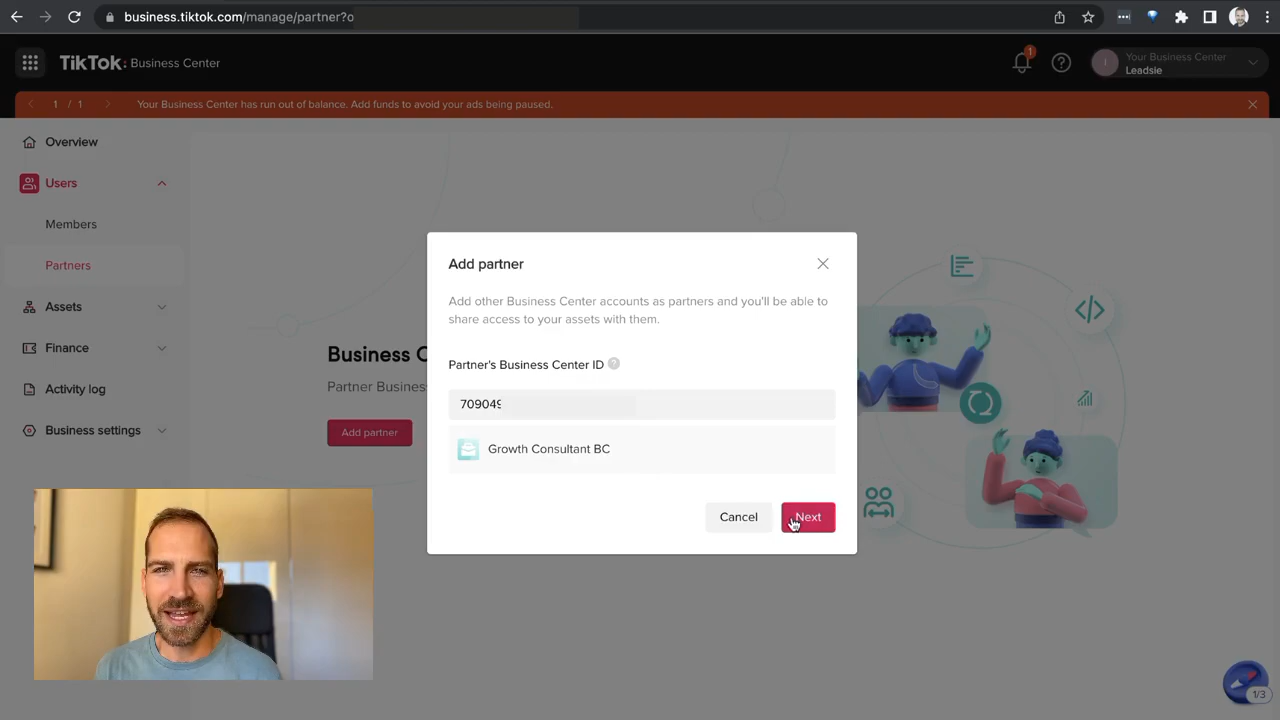 business.tiktok.com/manage/partner?o
TikTok: Business Center
1
Your Business Center
Leadsie
1 / 1
Your Business Center has run out of balance. Add funds to avoid your ads being paused.
Overview
Users
Members
Partners
Assets
Finance
Activity log
Business settings
Business C
Partner Busines
Add partner
Add partner
Add other Business Center accounts as partners and you'll be able to
share access to your assets with them.
Partner's Business Center ID ?
709049
Growth Consultant BC
Cancel
Next
1/3